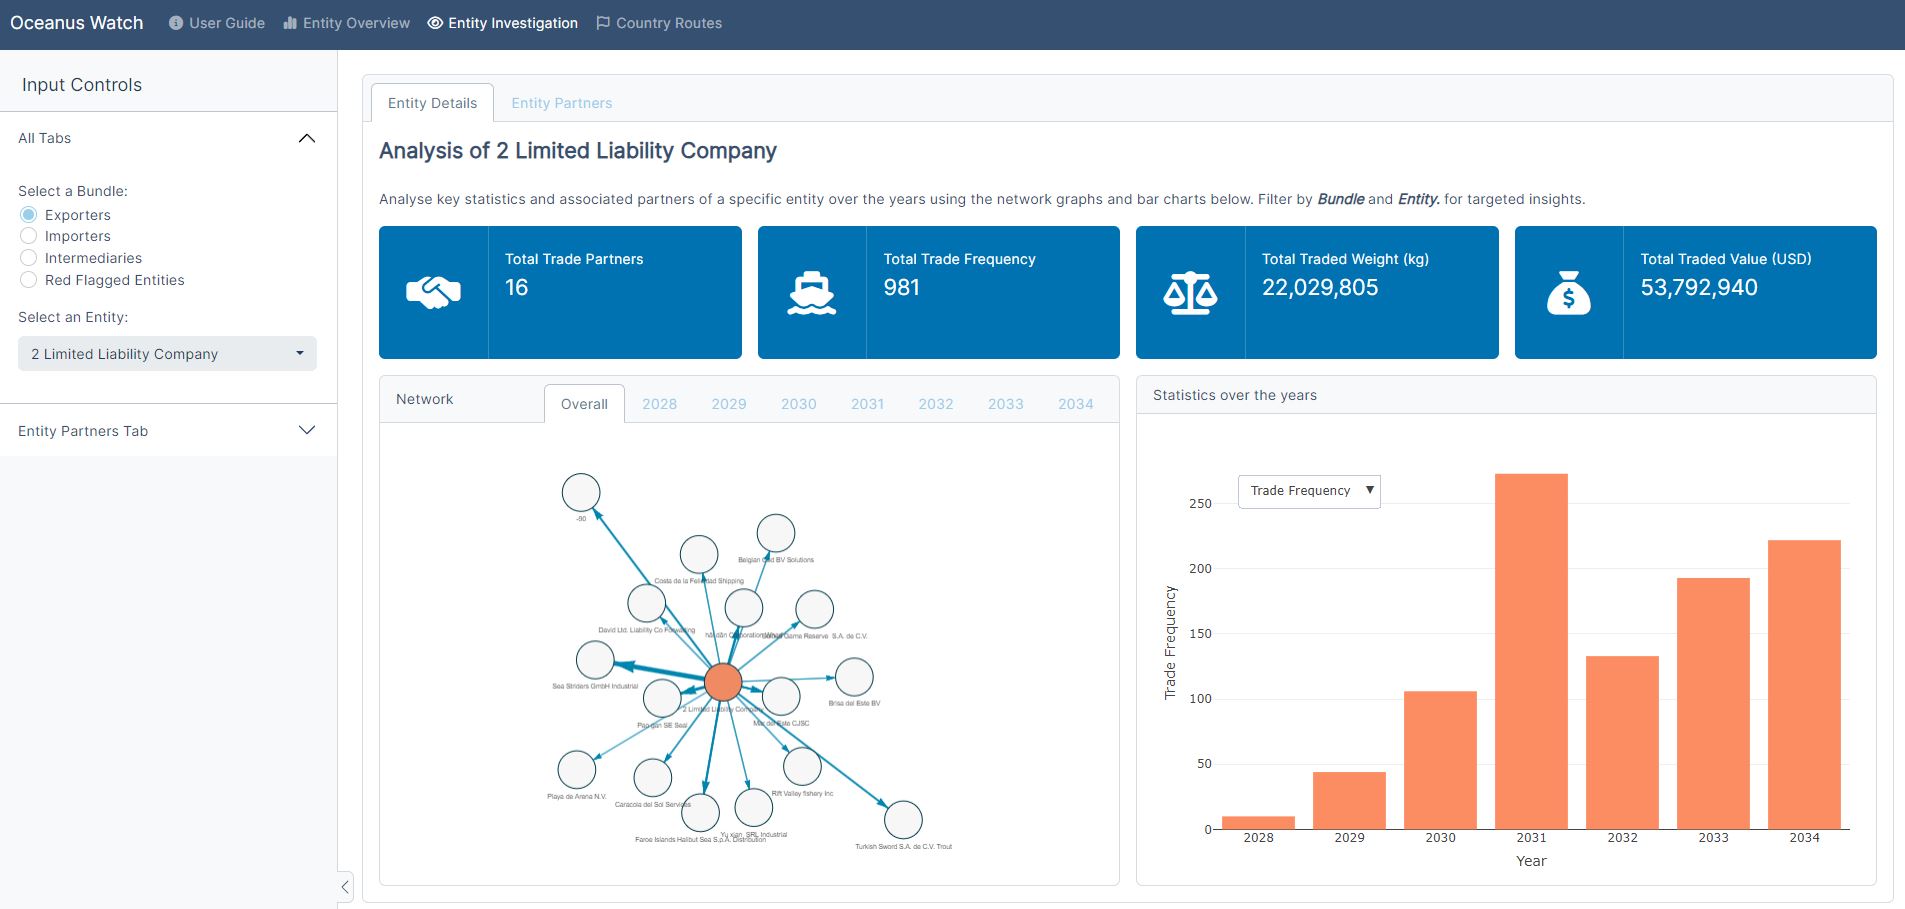 Oceanus Watch User Guide Entity Overview Entity Investigation Country Routes
Input Controls
All Tabs
Select a Bundle:
Exporters
Importers
Intermediaries
Red Flagged Entities
Select an Entity:
2 Limited Liability Company
Entity Partners Tab
Entity Details Entity Partners
Analysis of 2 Limited Liability Company
Analyse key statistics and associated partners of a specific entity over the years using the network graphs and bar charts below. Filter by Bundle and Entity. for targeted insights.
Total Trade Partners
16
Total Trade Frequency
981
Total Traded Weight (kg)
22,029,805
Total Traded Value (USD)
53,792,940
Network Overall 2028 2029 2030 2031 2032 2033 2034
-90
Belgian BV Solutions
Costa de la Shipping
David Ltd. Liability Co
Game Reserve S.A. de C.V.
Sea Striders GmbH Industrial
2 Limited Liability Company
Brisa del Este BV
SE Seal
Mar del Este CJSC
Playa de Arena N.V.
Caracola del Sol Services
Rift Valley fishery Inc
Yu xian SRL Industrial
Faroe Islands Halibut Sea S.p.A. Distribution
Turkish Sword S.A. de C.V. Trout
Statistics over the years
Trade Frequency
Trade Frequency
250
200
150
100
50
0
2028 2029 2030 2031 2032 2033 2034
Year